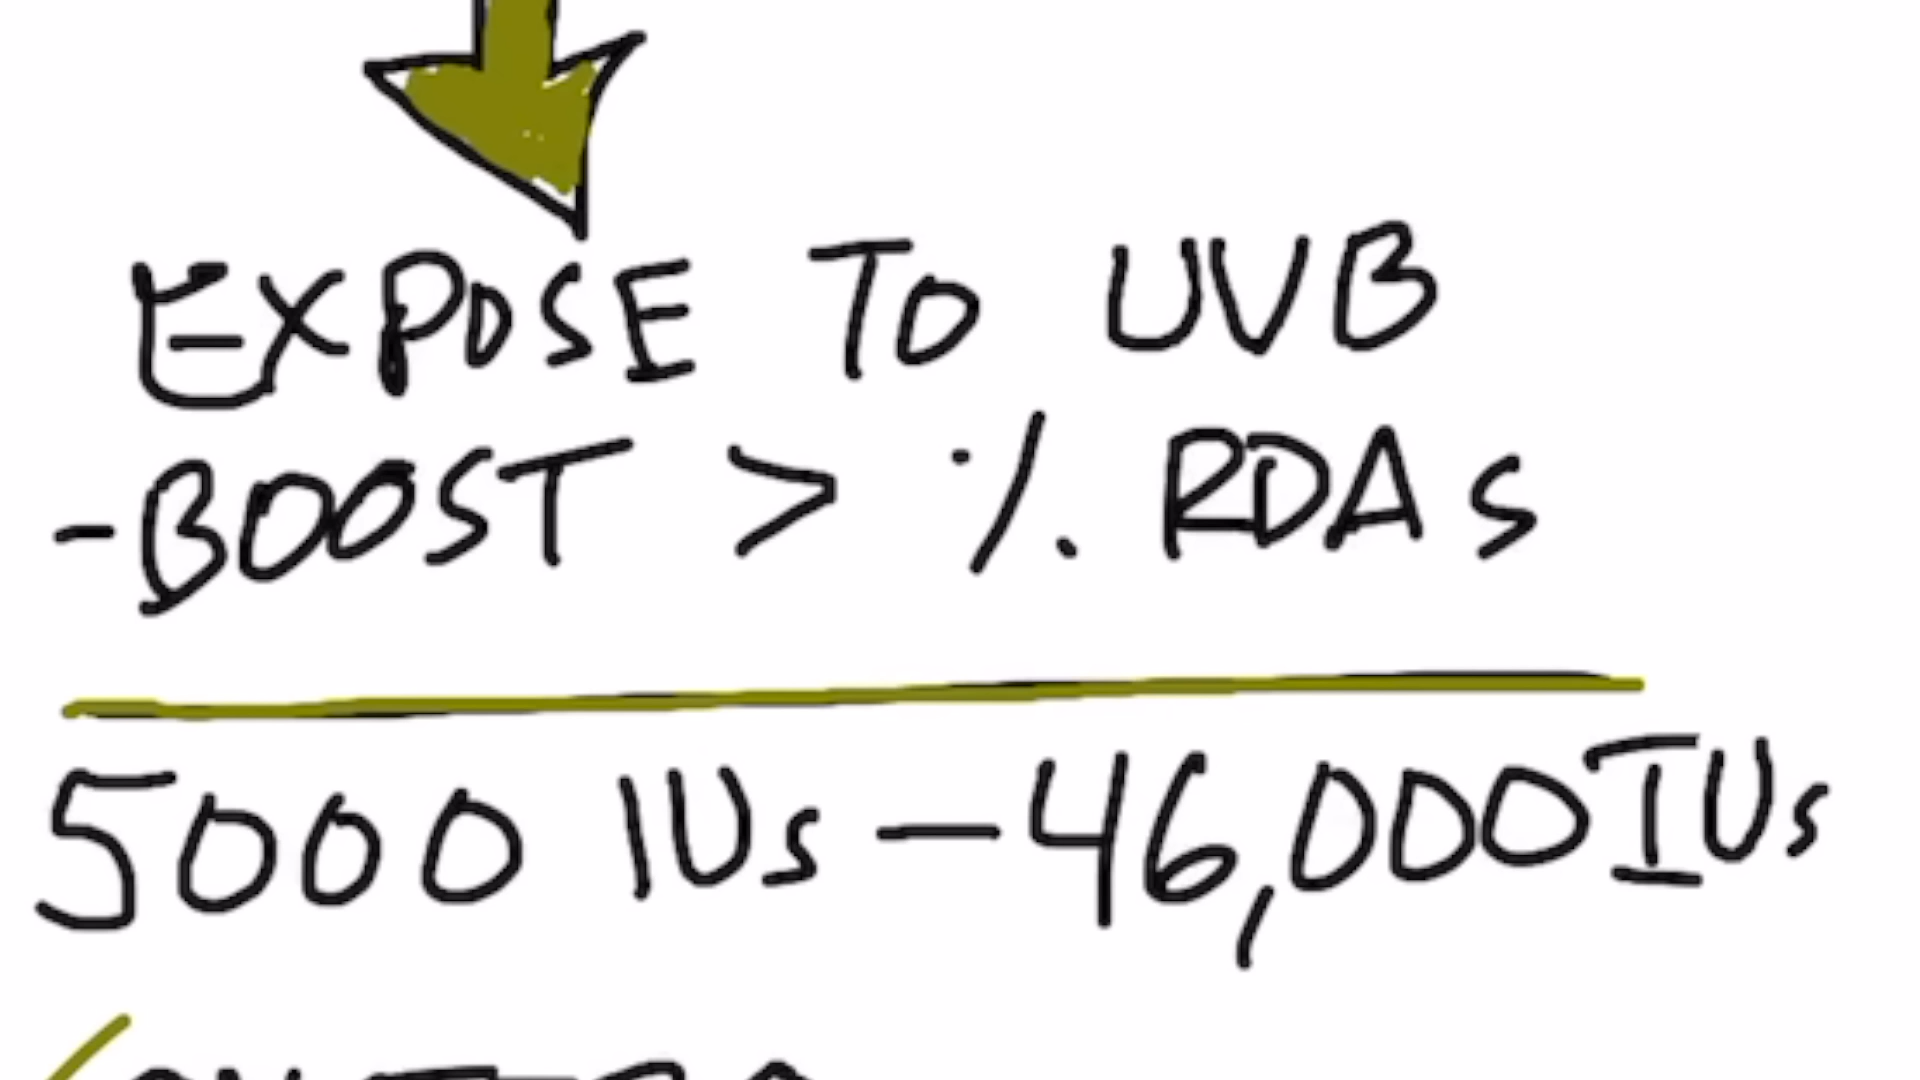 EXPOSE TO UVB
-BOOST > % RDAs
5000 IUs - 46,000 IUs